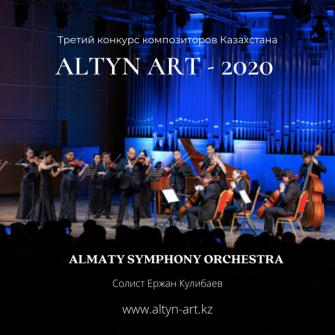 Третий конкурс композиторов Казахстана
ALTYN ART - 2020
ALMATY SYMPHONY ORCHESTRA
Солист Ержан Кулибаев
www.altyn-art.kz